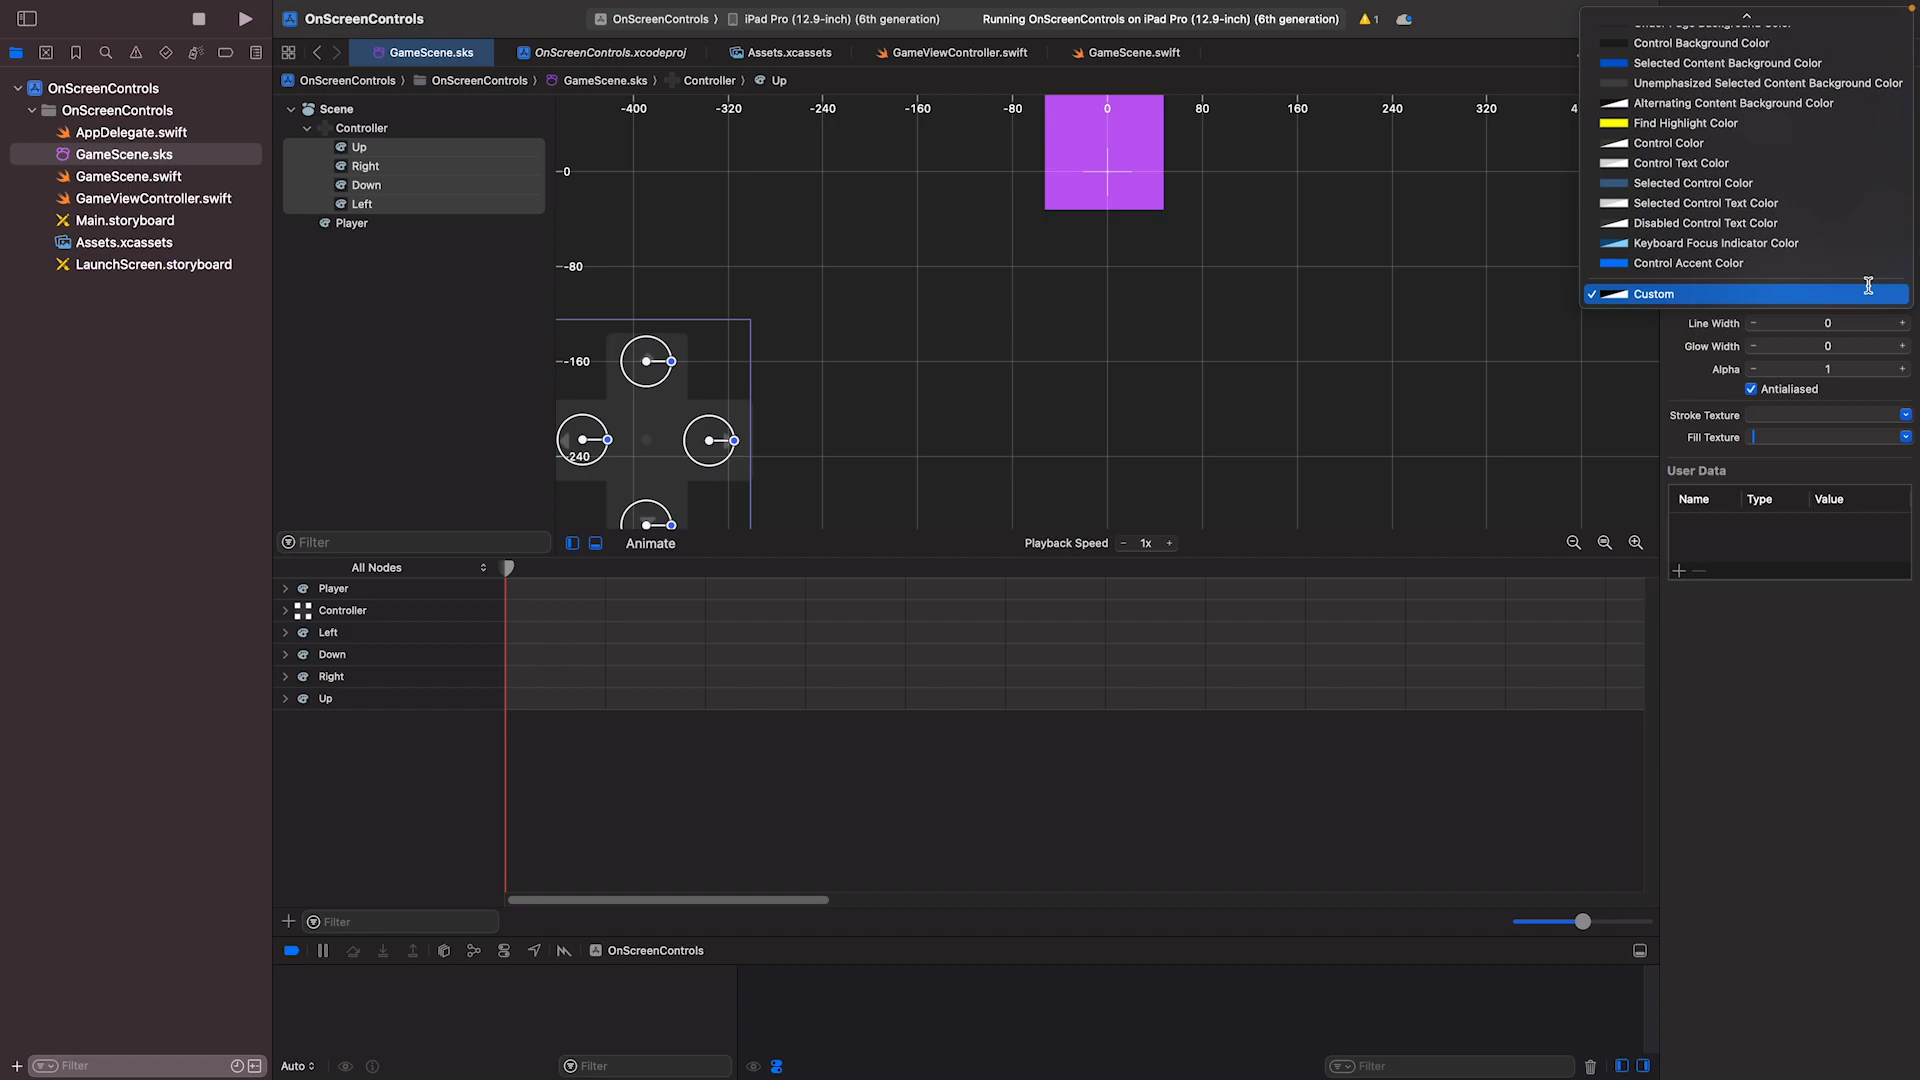 OnScreenControls
OnScreenControls 〉 iPad Pro (12.9-inch) (6th generation)
Running OnScreenControls on iPad Pro (12.9-inch) (6th generation)
1
GameScene.sks
OnScreenControls.xcodeproj
Assets.xcassets
GameViewController.swift
GameScene.swift
OnScreenControls 〉 OnScreenControls 〉 GameScene.sks 〉 Controller 〉 Up
OnScreenControls
OnScreenControls
AppDelegate.swift
GameScene.sks
GameScene.swift
GameViewController.swift
Main.storyboard
Assets.xcassets
LaunchScreen.storyboard
Scene
Controller
Up
Right
Down
Left
Player
-400 -320 -240 -160 -80 0 80 160 240 320
-0
-80
-160
-240
Control Background Color
Selected Content Background Color
Unemphasized Selected Content Background Color
Alternating Content Background Color
Find Highlight Color
Control Color
Control Text Color
Selected Control Color
Selected Control Text Color
Disabled Control Text Color
Keyboard Focus Indicator Color
Control Accent Color
Custom
Line Width 0
Glow Width 0
Alpha 1
Antialiased
Stroke Texture
Fill Texture
User Data
Name Type Value
Filter
Animate
Playback Speed 1x
All Nodes
Player
Controller
Left
Down
Right
Up
Filter
OnScreenControls
Filter
Auto
Filter
Filter